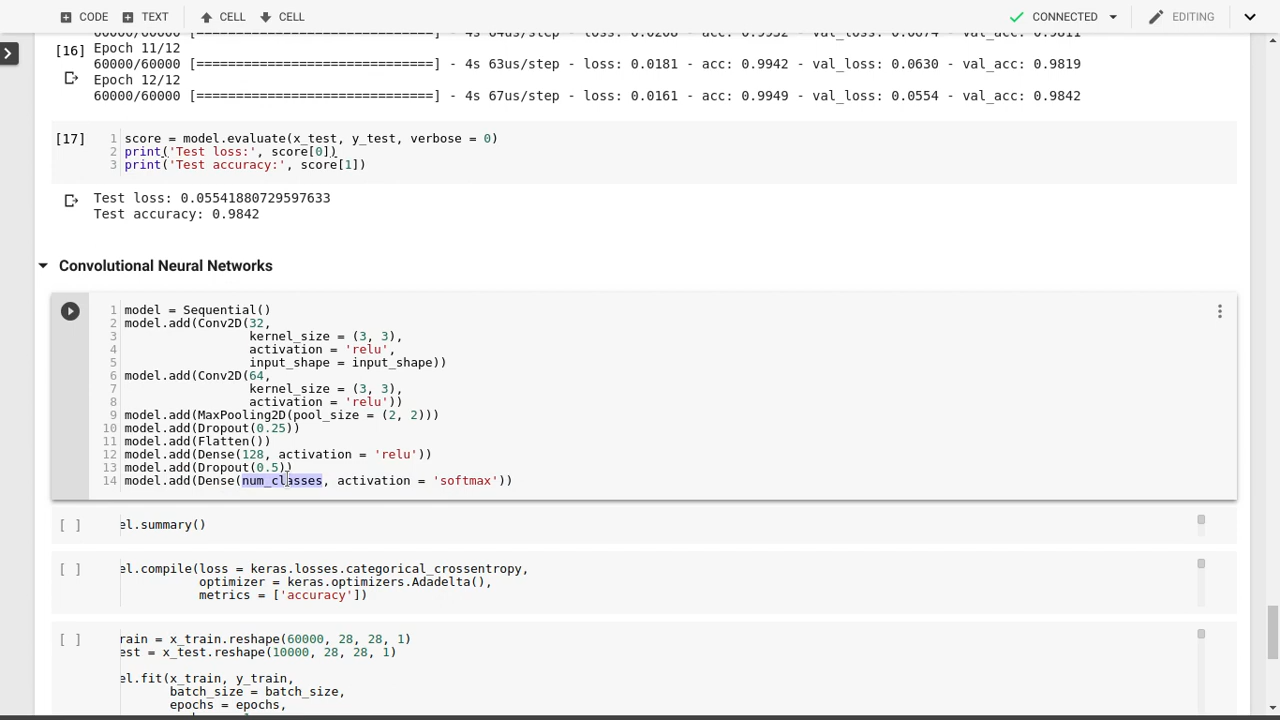 CODE TEXT CELL CELL CONNECTED EDITING
[16] Epoch 11/12
60000/60000 [==============================] - 4s 63us/step - loss: 0.0181 - acc: 0.9942 - val_loss: 0.0630 - val_acc: 0.9819
Epoch 12/12
60000/60000 [==============================] - 4s 67us/step - loss: 0.0161 - acc: 0.9949 - val_loss: 0.0554 - val_acc: 0.9842
[17] 1 score = model.evaluate(x_test, y_test, verbose = 0)
2 print('Test loss:', score[0])
3 print('Test accuracy:', score[1])
Test loss: 0.05541880729597633
Test accuracy: 0.9842
Convolutional Neural Networks
1 model = Sequential()
2 model.add(Conv2D(32,
3 kernel_size = (3, 3),
4 activation = 'relu',
5 input_shape = input_shape))
6 model.add(Conv2D(64,
7 kernel_size = (3, 3),
8 activation = 'relu'))
9 model.add(MaxPooling2D(pool_size = (2, 2)))
10 model.add(Dropout(0.25))
11 model.add(Flatten())
12 model.add(Dense(128, activation = 'relu'))
13 model.add(Dropout(0.5))
14 model.add(Dense(num_classes, activation = 'softmax'))
[ ] el.summary()
[ ] el.compile(loss = keras.losses.categorical_crossentropy,
optimizer = keras.optimizers.Adadelta(),
metrics = ['accuracy'])
[ ] rain = x_train.reshape(60000, 28, 28, 1)
est = x_test.reshape(10000, 28, 28, 1)
el.fit(x_train, y_train,
batch_size = batch_size,
epochs = epochs,